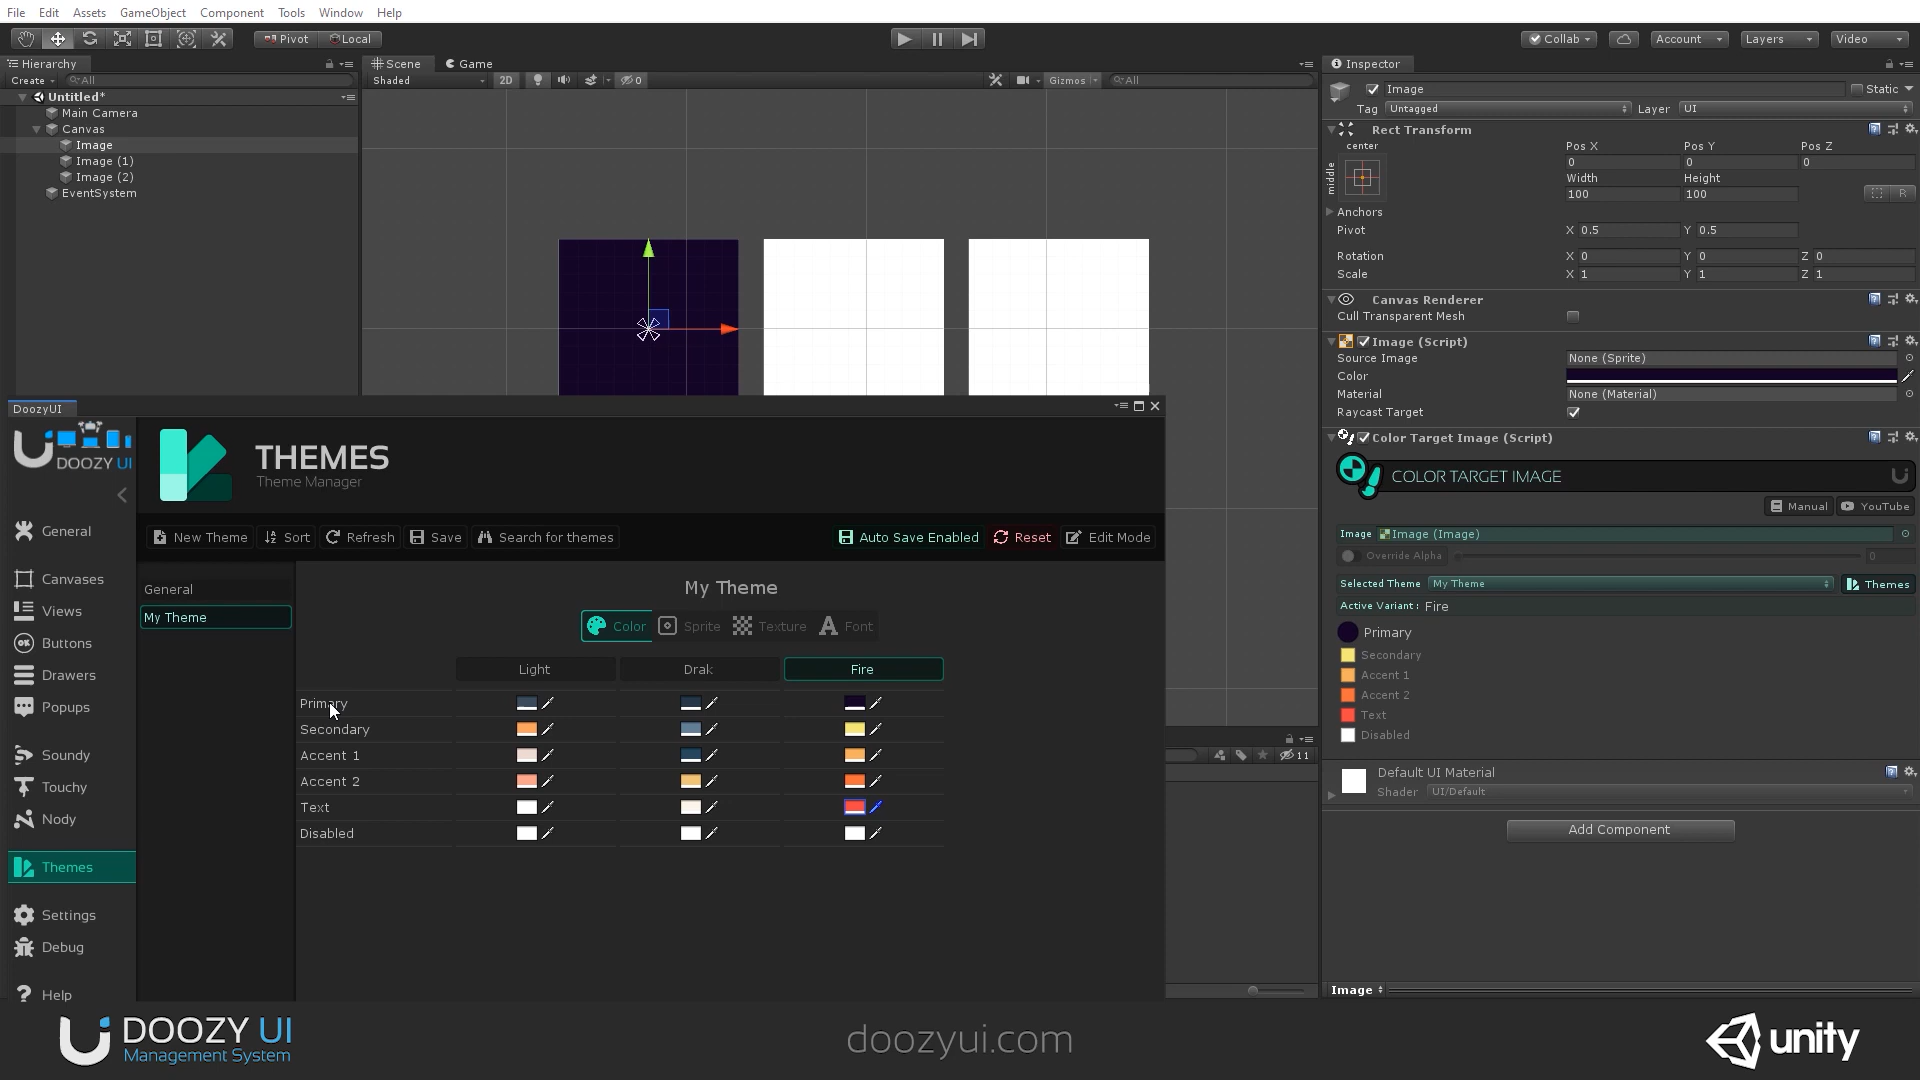 File Edit Assets GameObject Component Tools Window Help
Pivot Local
Collab Account Layers Video
Hierarchy
Create All
Untitled*
Main Camera
Canvas
Image
Image (1)
Image (2)
EventSystem
Scene Game
Shaded 2D 0 Gizmos All
Inspector
Image Static
Tag Untagged Layer UI
Rect Transform
center
middle
Pos X Pos Y Pos Z
0 0 0
Width Height
100 100 R
Anchors
Pivot X 0.5 Y 0.5
Rotation X 0 Y 0 Z 0
Scale X 1 Y 1 Z 1
Canvas Renderer
Cull Transparent Mesh
Image (Script)
Source Image None (Sprite)
Color
Material None (Material)
Raycast Target
Color Target Image (Script)
COLOR TARGET IMAGE
Manual YouTube
Image Image (Image)
Override Alpha 0
Selected Theme My Theme Themes
Active Variant: Fire
Primary
Secondary
Accent 1
Accent 2
Text
Disabled
Default UI Material
Shader UI/Default
Add Component
Image
11
DoozyUI
DOOZY UI
General
Canvases
Views
Buttons
Drawers
Popups
Soundy
Touchy
Nody
Themes
Settings
Debug
Help
THEMES
Theme Manager
New Theme Sort Refresh Save Search for themes Auto Save Enabled Reset Edit Mode
General
My Theme
My Theme
Color Sprite Texture Font
Light Drak Fire
Primary
Secondary
Accent 1
Accent 2
Text
Disabled
DOOZY UI
Management System
doozyui.com
unity